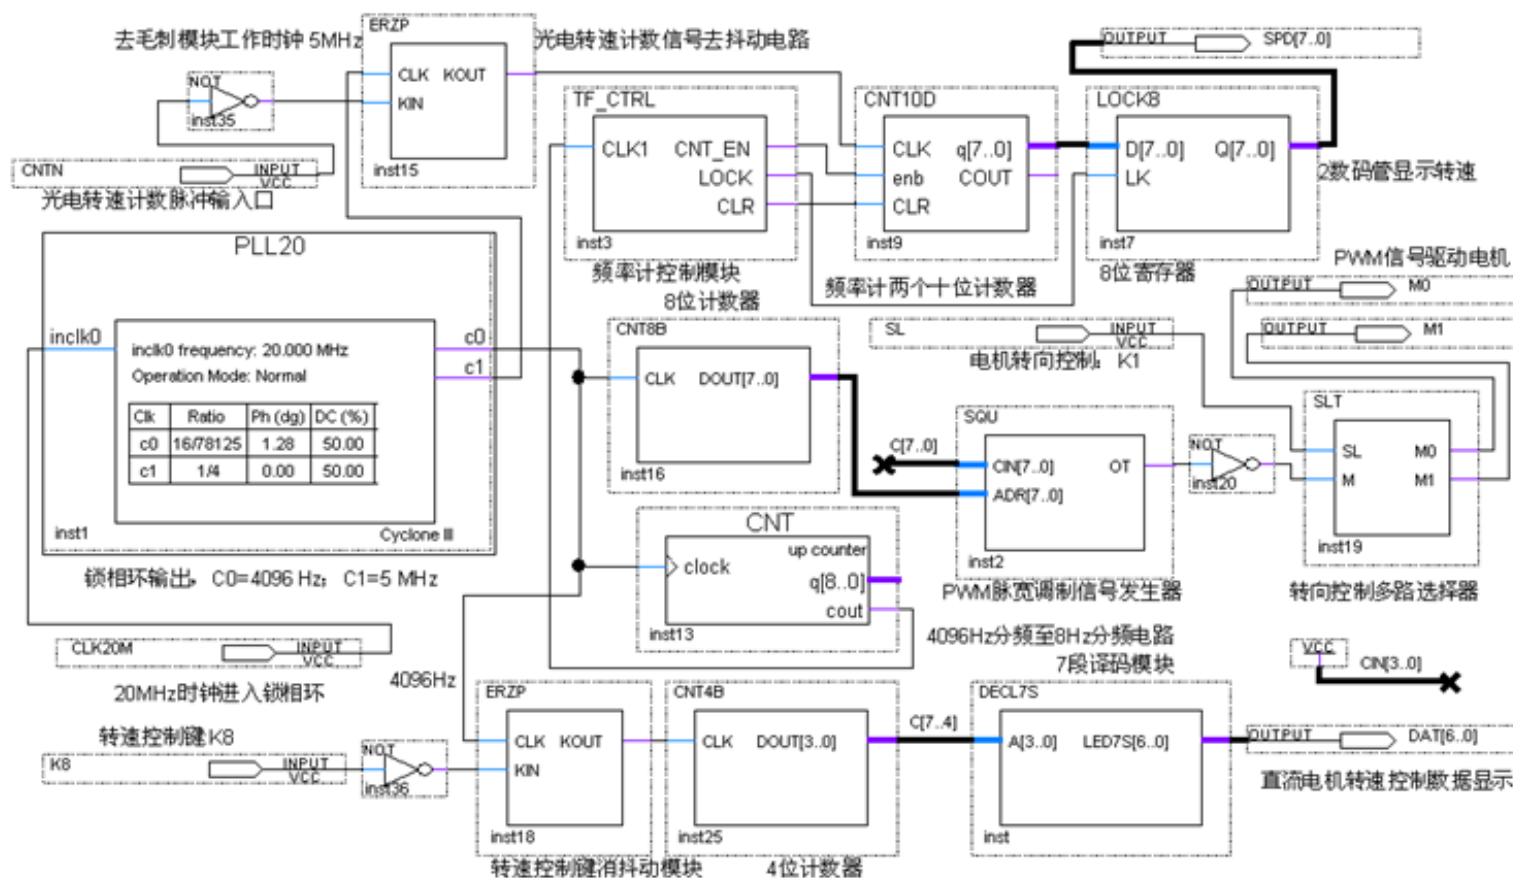 ERZP
去毛刺模块工作时钟 5MHz
光电转速计数信号去抖动电路
OUTPUT
SPD[7..0]
NOT
CLK KOUT
KIN
inst35
inst15
TF_CTRL
CLK1 CNT_EN
LOCK
CLR
inst3
CNT10D
CLK q[7..0]
enb COUT
CLR
inst9
LOCK8
D[7..0] Q[7..0]
LK
inst7
CNTN
INPUT
VCC
光电转速计数脉冲输入口
2数码管显示转速
频率计控制模块
频率计两个十位计数器
8位寄存器
PWM信号驱动电机
PLL20
inclk0
c0
c1
inclk0 frequency: 20.000 MHz
Operation Mode: Normal
Clk Ratio Ph (dg) DC (%)
c0 16/78125 1.28 50.00
c1 1/4 0.00 50.00
inst1
Cyclone III
锁相环输出，C0=4096 Hz；C1=5 MHz
8位计数器
CNT8B
CLK DOUT[7..0]
inst16
SL
INPUT
VCC
电机转向控制：K1
OUTPUT
M0
OUTPUT
M1
SQU
C[7..0]
CIN[7..0] OT
ADR[7..0]
inst2
NOT
inst20
SLT
SL M0
M M1
inst19
PWM脉宽调制信号发生器
转向控制多路选择器
CNT
up counter
clock
q[8..0]
cout
inst13
4096Hz分频至8Hz分频电路
CLK20M
INPUT
VCC
20MHz时钟进入锁相环
4096Hz
7段译码模块
VCC
CIN[3..0]
转速控制键K8
K8
INPUT
VCC
NOT
inst36
ERZP
CLK KOUT
KIN
inst18
转速控制键消抖动模块
CNT4B
CLK DOUT[3..0]
inst25
4位计数器
C[7..4]
DECL7S
A[3..0] LED7S[6..0]
inst
OUTPUT
DAT[6..0]
直流电机转速控制数据显示